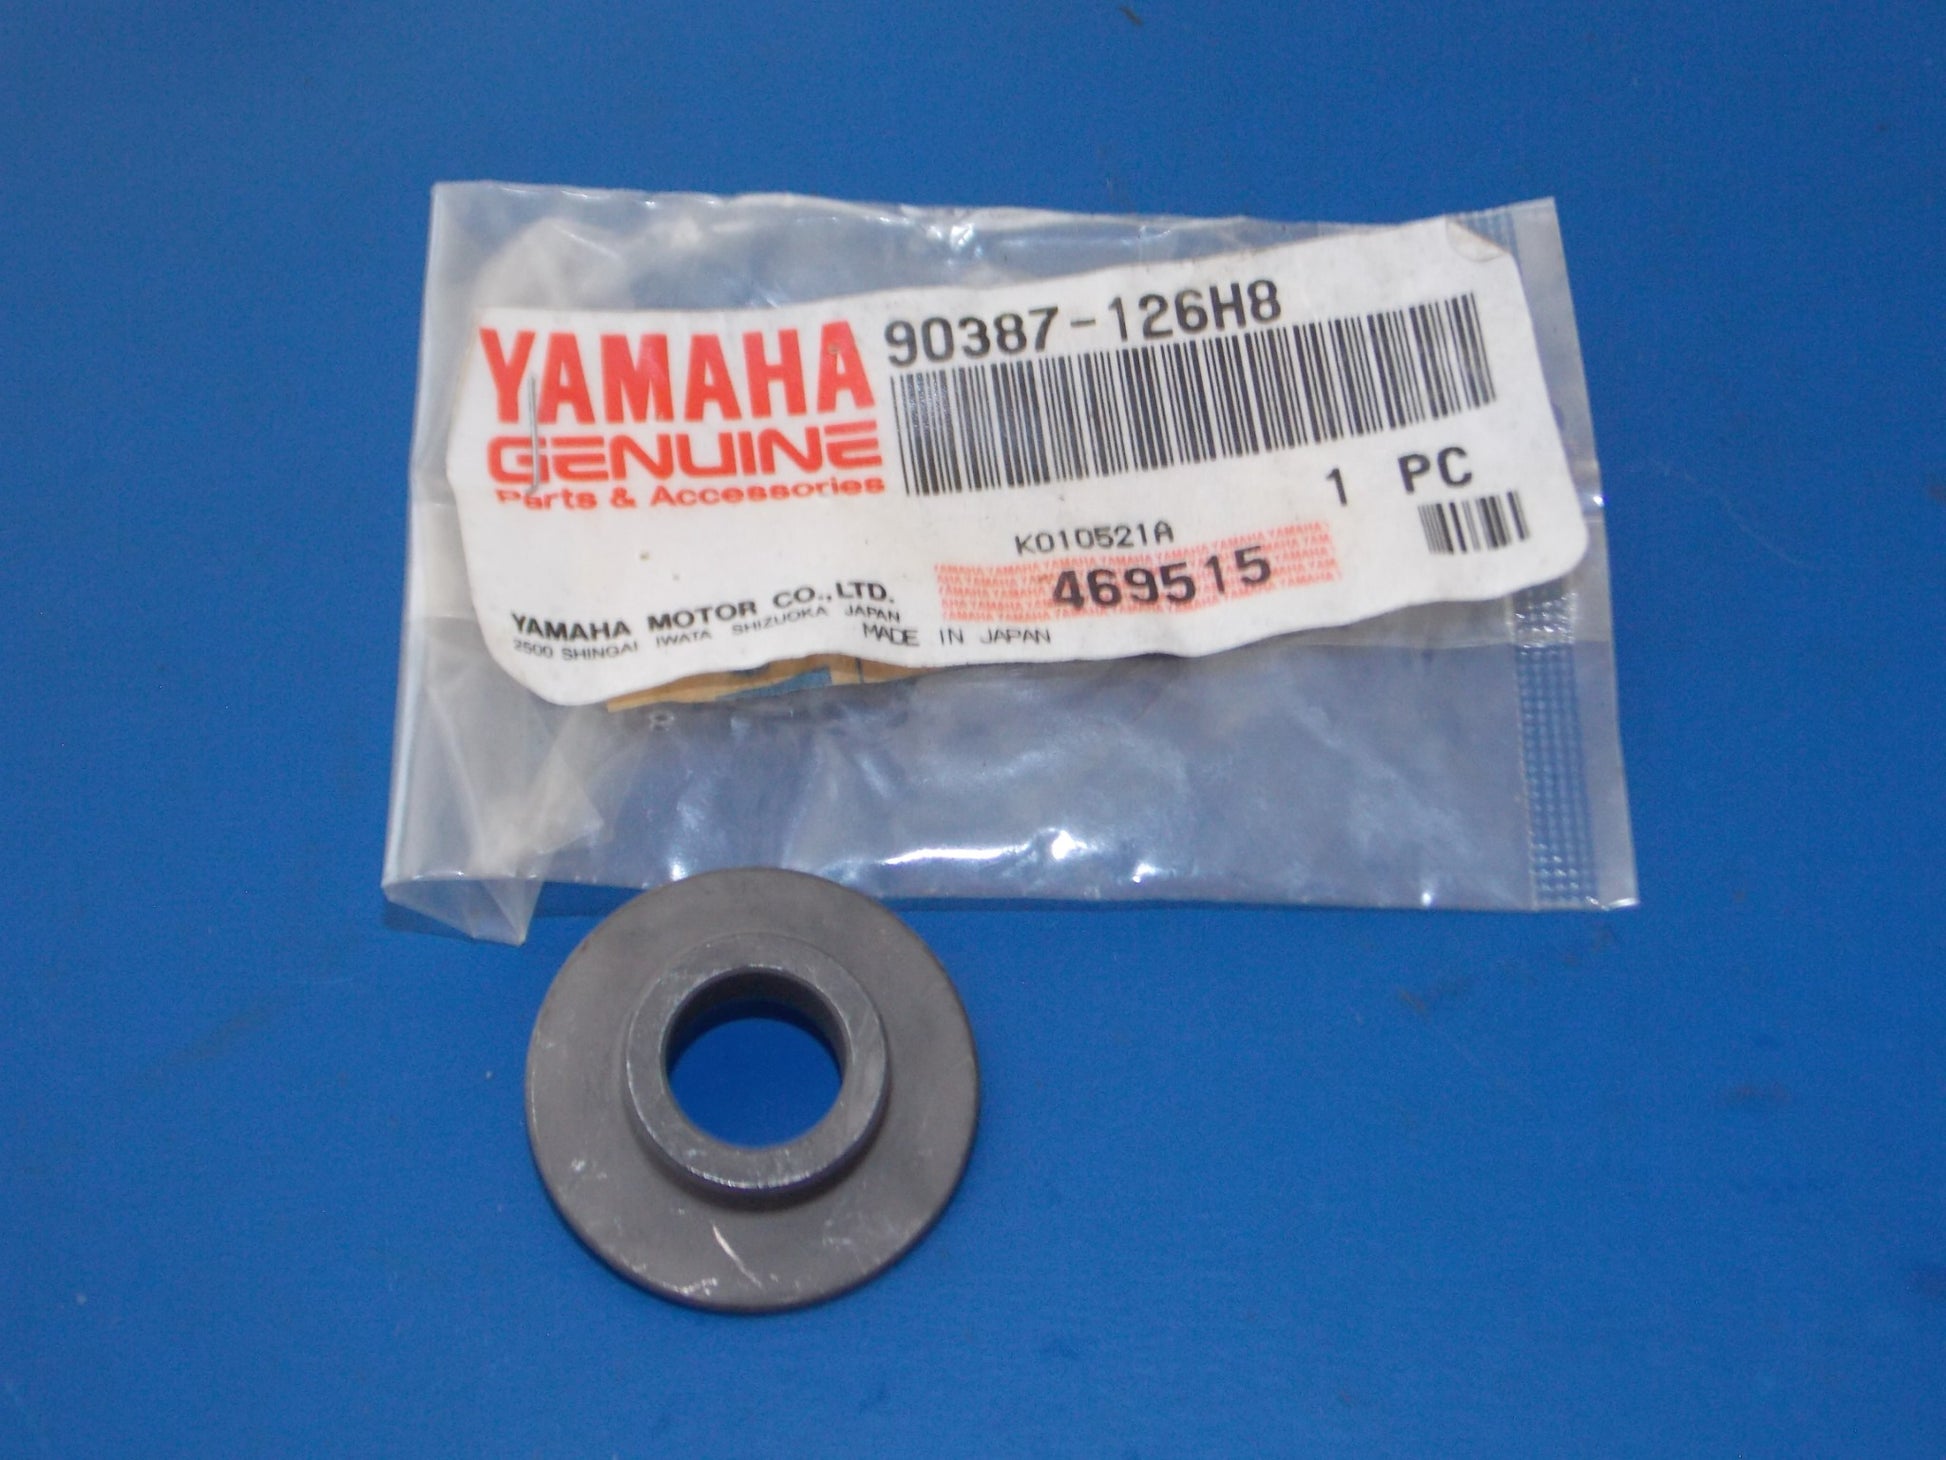 YAMAHA
GENUINE
Parts & Accessories
90387-126H8
1 PC
K010521A
469515
YAMAHA MOTOR CO.,LTD.
2500 SHINGAI IWATA SHIZUOKA JAPAN
MADE IN JAPAN